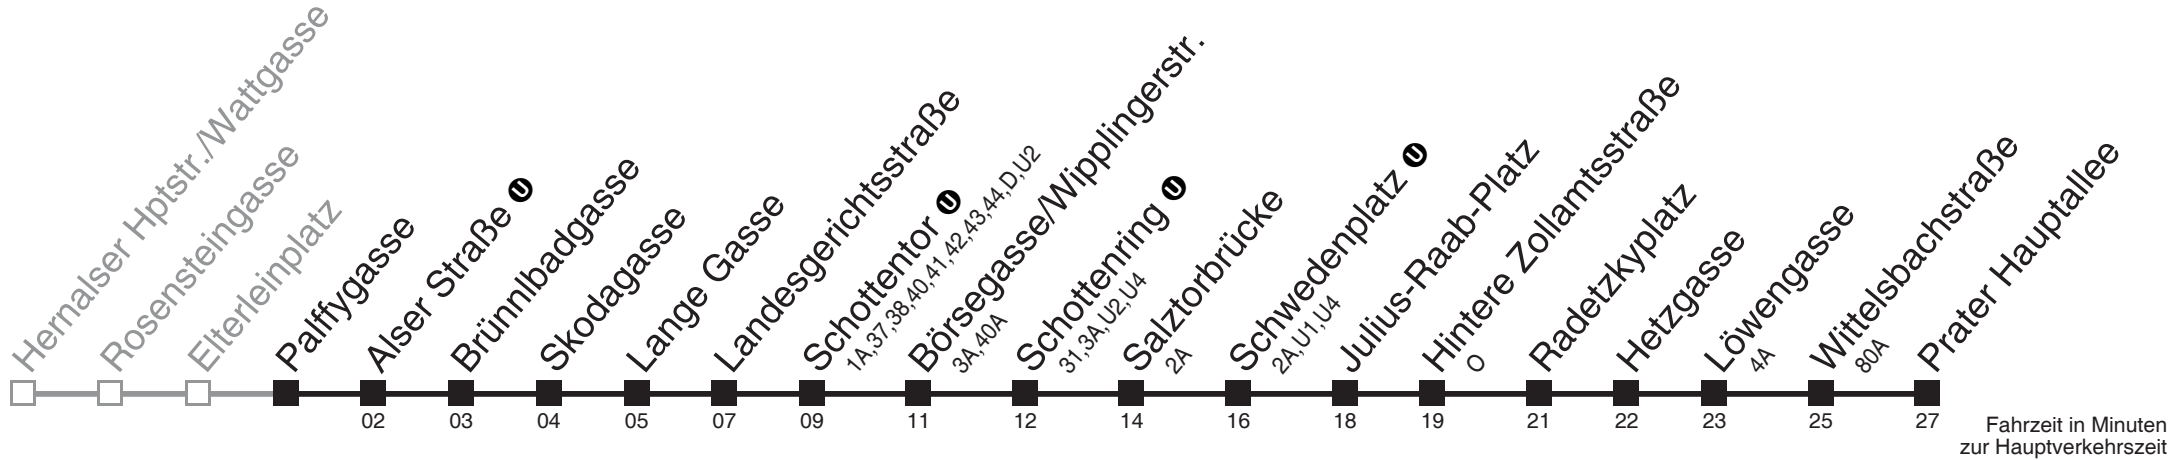 Hernalser Hptstr./Wattgasse
Rosensteingasse
Elterleinplatz
Palffygasse
Alser Straße U
Brünnlbadgasse
Skodagasse
Lange Gasse
Landesgerichtsstraße
Schottentor U
1A,37,38,40,41,42,43,44,D,U2
Börsegasse/Wipplingerstr.
3A,40A
Schottenring U
31,3A,U2,U4
Salztorbrücke
2A
Schwedenplatz U
2A,U1,U4
Julius-Raab-Platz
Hintere Zollamtsstraße
O
Radetzkyplatz
Hetzgasse
Löwengasse
4A
Wittelsbachstraße
80A
Prater Hauptallee
02 03 04 05 07 09 11 12 14 16 18 19 21 22 23 25 27
Fahrzeit in Minuten
zur Hauptverkehrszeit